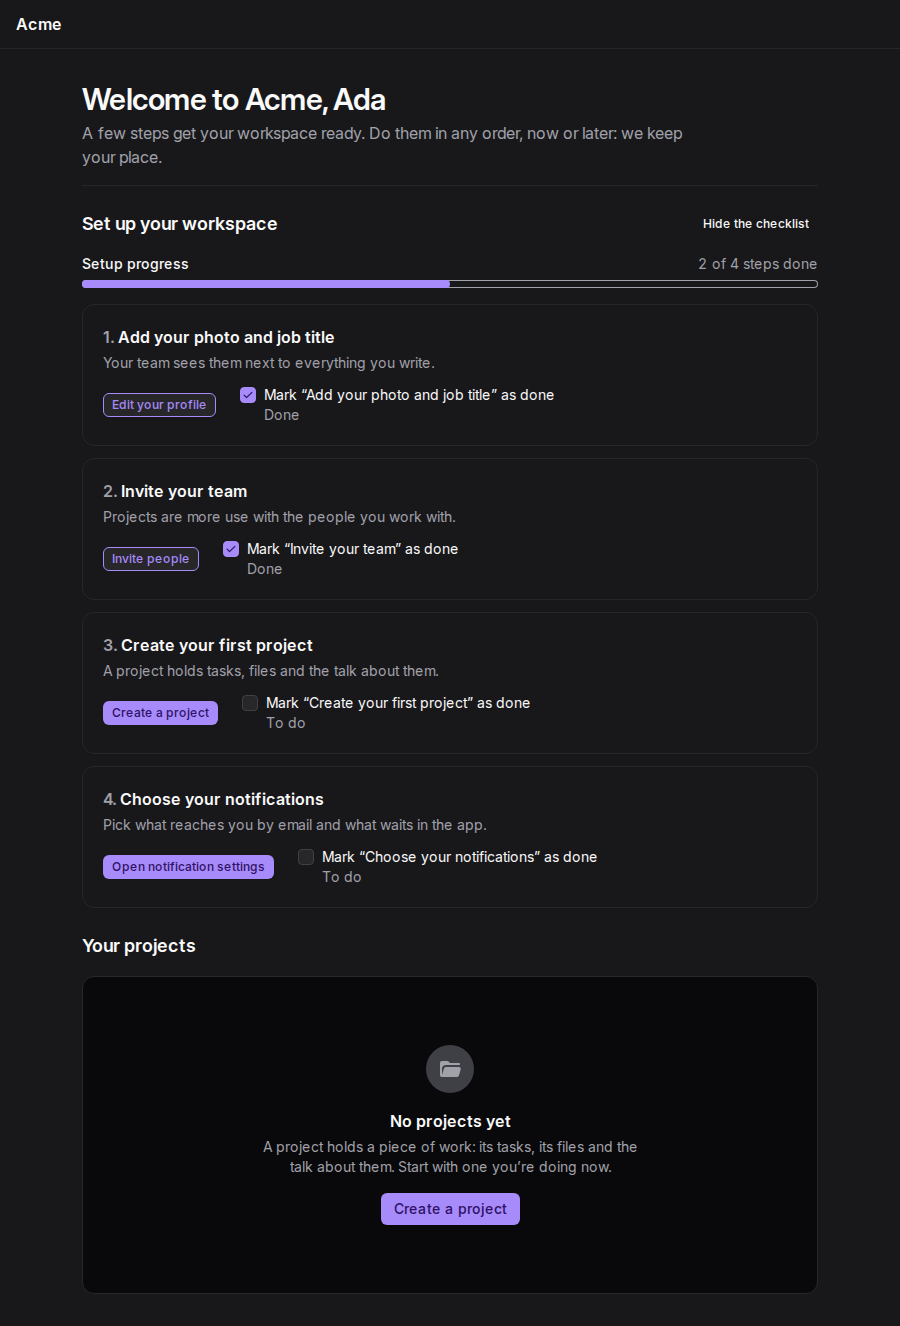 Acme
Welcome to Acme, Ada
A few steps get your workspace ready. Do them in any order, now or later: we keep
your place.
Set up your workspace
Hide the checklist
Setup progress
2 of 4 steps done
1. Add your photo and job title
Your team sees them next to everything you write.
Edit your profile
Mark “Add your photo and job title” as done
Done
2. Invite your team
Projects are more use with the people you work with.
Invite people
Mark “Invite your team” as done
Done
3. Create your first project
A project holds tasks, files and the talk about them.
Create a project
Mark “Create your first project” as done
To do
4. Choose your notifications
Pick what reaches you by email and what waits in the app.
Open notification settings
Mark “Choose your notifications” as done
To do
Your projects
No projects yet
A project holds a piece of work: its tasks, its files and the
talk about them. Start with one you’re doing now.
Create a project